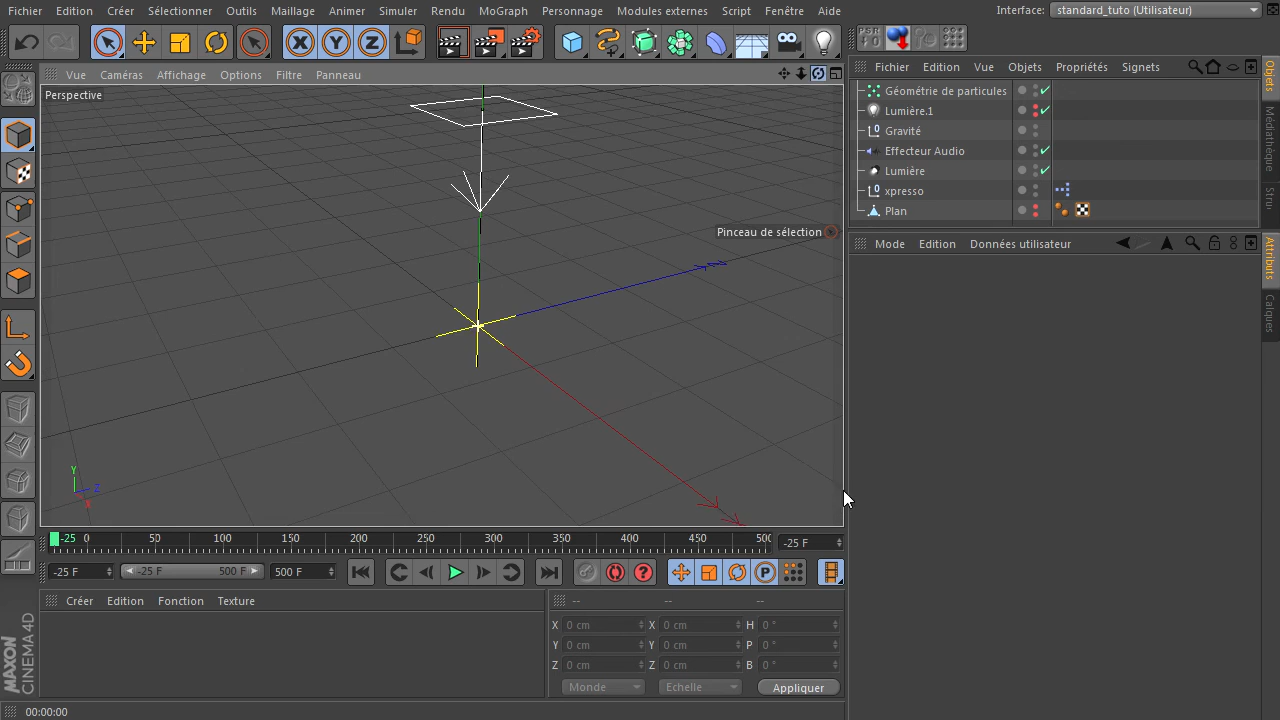 Fichier Edition Créer Sélectionner Outils Maillage Animer Simuler Rendu MoGraph Personnage Modules externes Script Fenêtre Aide Interface: standard_tuto (Utilisateur)
X Y Z PSR 0
Vue Caméras Affichage Options Filtre Panneau
Fichier Edition Vue Objets Propriétés Signets
Perspective
Géométrie de particules
Lumière.1
Gravité
Effecteur Audio
Lumière
xpresso
Plan
Objets
Médiathèque
Stru
Pinceau de sélection
Mode Edition Données utilisateur
Attributs
Calques
Y
Z
X
-25 0 50 100 150 200 250 300 350 400 450 500 -25 F
-25 F -25 F 500 F 500 F P
Créer Edition Fonction Texture -- -- --
X 0 cm X 0 cm H 0 °
Y 0 cm Y 0 cm P 0 °
Z 0 cm Z 0 cm B 0 °
Monde Echelle Appliquer
MAXON
CINEMA 4D
00:00:00